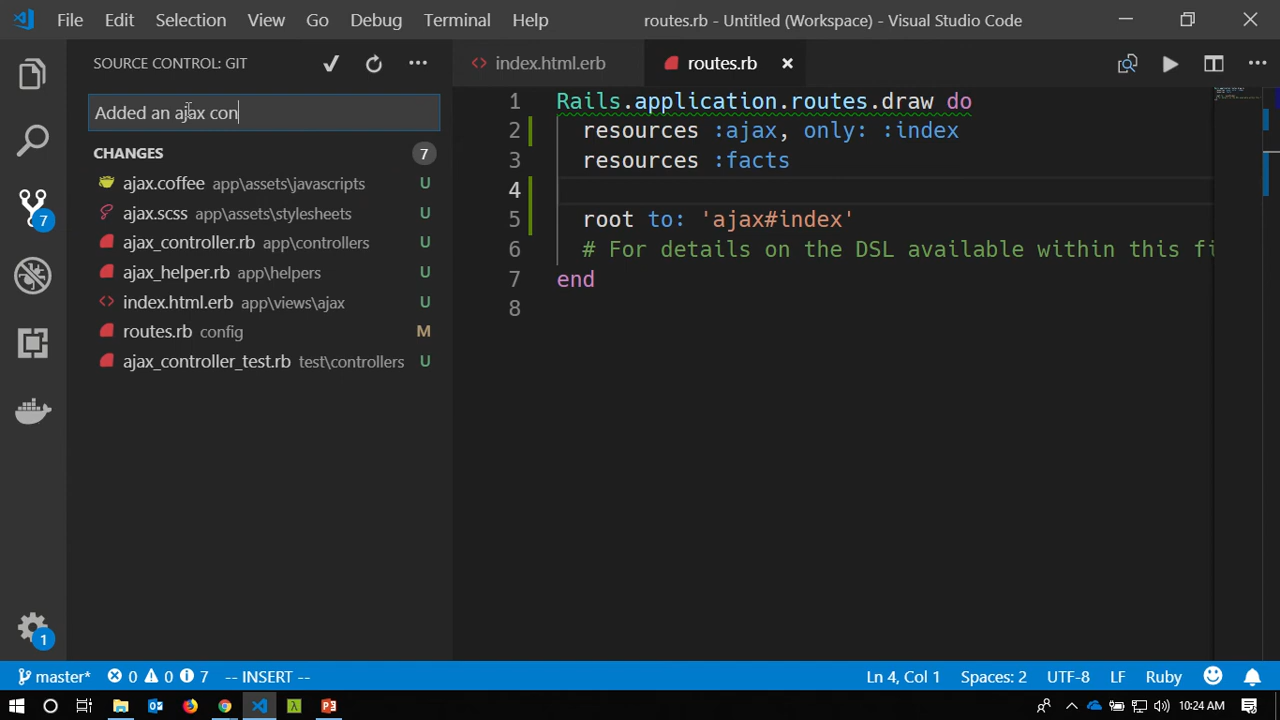 File Edit Selection View Go Debug Terminal Help routes.rb - Untitled (Workspace) - Visual Studio Code
SOURCE CONTROL: GIT
index.html.erb
routes.rb
Added an ajax con
CHANGES 7
ajax.coffee app\assets\javascripts U
ajax.scss app\assets\stylesheets U
ajax_controller.rb app\controllers U
ajax_helper.rb app\helpers U
index.html.erb app\views\ajax U
routes.rb config M
ajax_controller_test.rb test\controllers U
7
1
1 Rails.application.routes.draw do
2 resources :ajax, only: :index
3 resources :facts
4
5 root to: 'ajax#index'
6 # For details on the DSL available within this fi
7 end
8
master* 0 0 7 -- INSERT -- Ln 4, Col 1 Spaces: 2 UTF-8 LF Ruby
10:24 AM